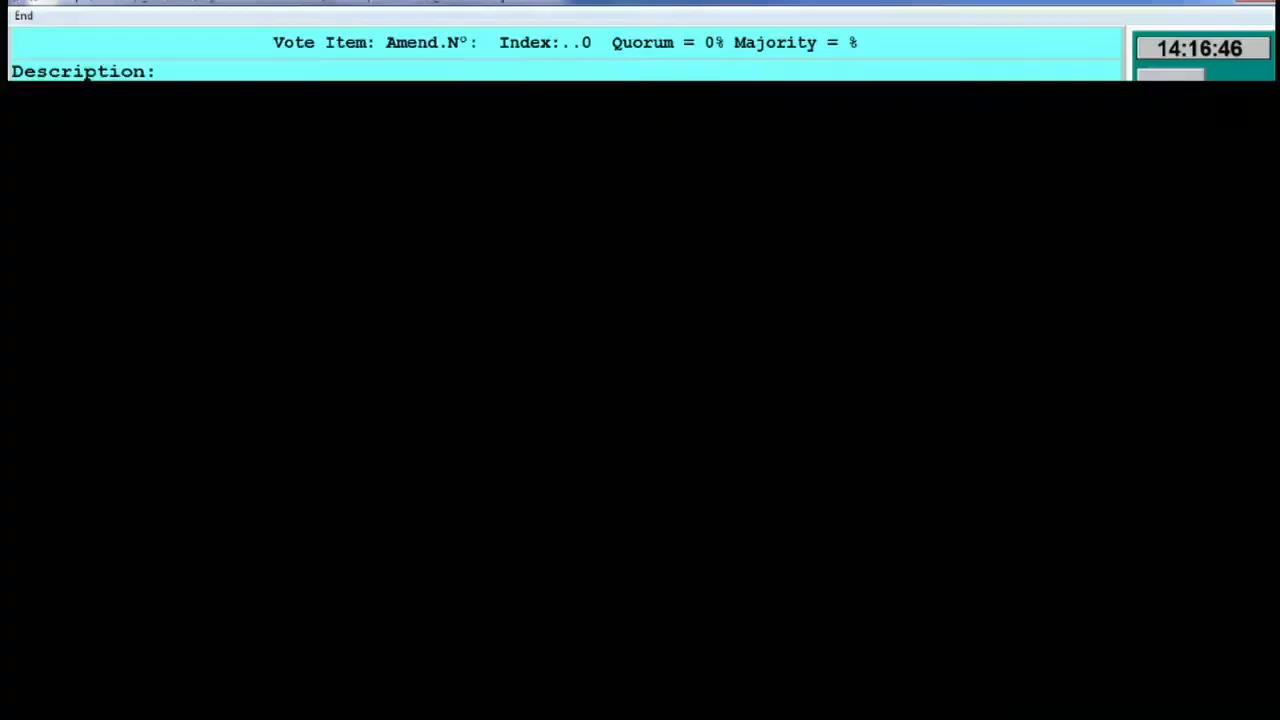 End
Vote Item: Amend.N°: Index:..0 Quorum = 0% Majority = %
14:16:46
Description: